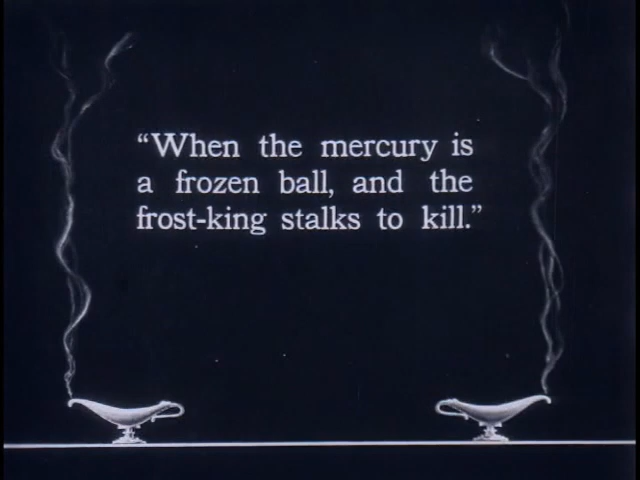 “When the mercury is
a frozen ball, and the
frost-king stalks to kill.”